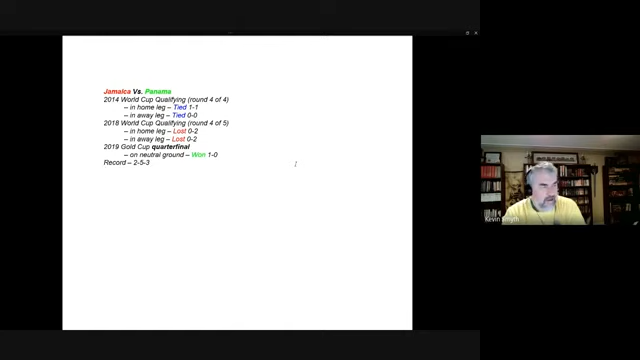 Jamaica Vs. Panama
2014 World Cup Qualifying (round 4 of 4)
– in home leg – Tied 1-1
– in away leg – Tied 0-0
2018 World Cup Qualifying (round 4 of 5)
– in home leg – Lost 0-2
– in away leg – Lost 0-2
2019 Gold Cup quarterfinal
– on neutral ground – Won 1-0
Record – 2-5-3
Kevin Smyth